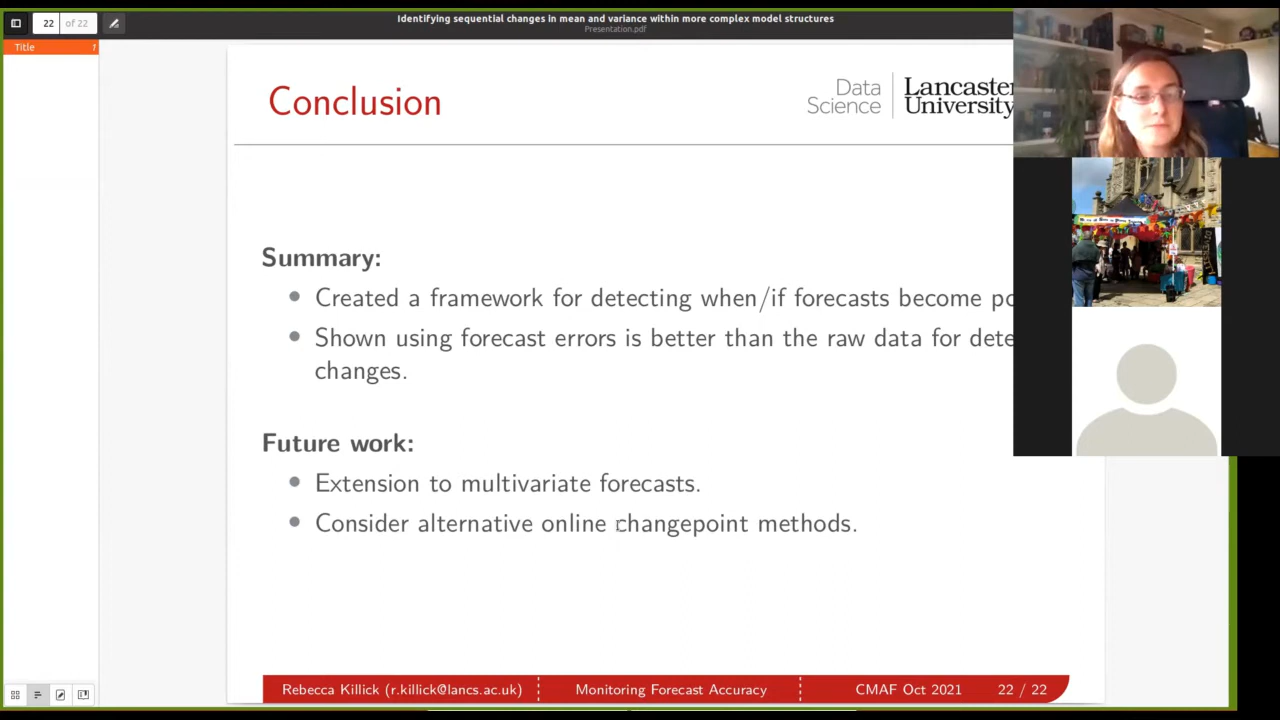 22 of 22
Identifying sequential changes in mean and variance within more complex model structures
Presentation.pdf
Title
Conclusion
Data
Science
Lancaster
University
Summary:
Created a framework for detecting when/if forecasts become po
Shown using forecast errors is better than the raw data for dete
changes.
Future work:
Extension to multivariate forecasts.
Consider alternative online changepoint methods.
Rebecca Killick (r.killick@lancs.ac.uk) Monitoring Forecast Accuracy CMAF Oct 2021 22 / 22